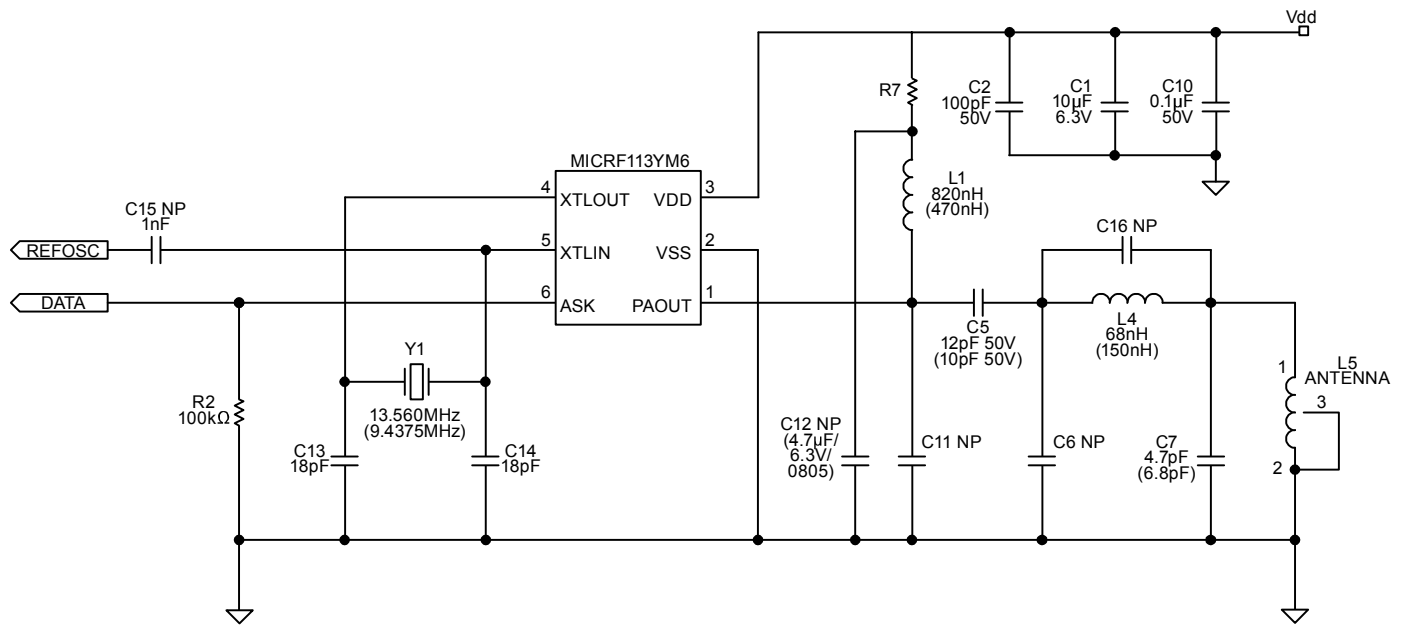 Vdd
R7
C2
100pF
50V
C1
10µF
6.3V
C10
0.1µF
50V
MICRF113YM6
4
XTLOUT
VDD
3
L1
820nH
(470nH)
C15 NP
1nF
REFOSC
5
XTLIN
VSS
2
C16 NP
DATA
6
ASK
PAOUT
1
C5
12pF 50V
(10pF 50V)
L4
68nH
(150nH)
Y1
13.560MHz
(9.4375MHz)
L5
ANTENNA
1
3
2
R2
100kΩ
C13
18pF
C14
18pF
C12 NP
(4.7µF/
6.3V/
0805)
C11 NP
C6 NP
C7
4.7pF
(6.8pF)